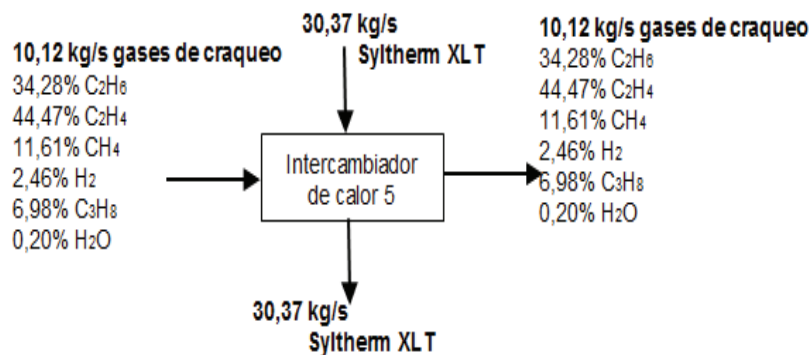 30,37 kg/s
Syltherm XLT
10,12 kg/s gases de craqueo
34,28% C₂H₆
44,47% C₂H₄
11,61% CH₄
2,46% H₂
6,98% C₃H₈
0,20% H₂O
Intercambiador
de calor 5
10,12 kg/s gases de craqueo
34,28% C₂H₆
44,47% C₂H₄
11,61% CH₄
2,46% H₂
6,98% C₃H₈
0,20% H₂O
30,37 kg/s
Syltherm XLT